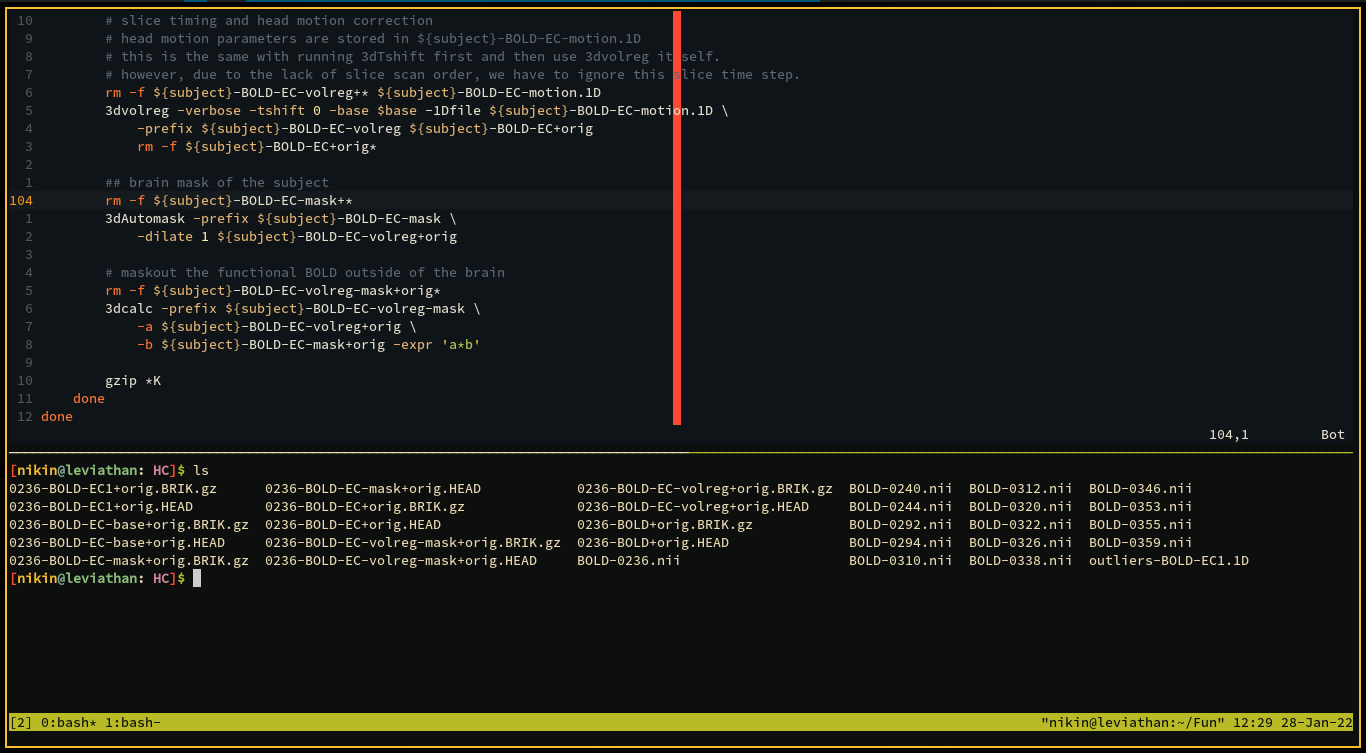 10         # slice timing and head motion correction
 9         # head motion parameters are stored in ${subject}-BOLD-EC-motion.1D
 8         # this is the same with running 3dTshift first and then use 3dvolreg itself.
 7         # however, due to the lack of slice scan order, we have to ignore this slice time step.
 6         rm -f ${subject}-BOLD-EC-volreg+* ${subject}-BOLD-EC-motion.1D
 5         3dvolreg -verbose -tshift 0 -base $base -1Dfile ${subject}-BOLD-EC-motion.1D \
 4             -prefix ${subject}-BOLD-EC-volreg ${subject}-BOLD-EC+orig
 3             rm -f ${subject}-BOLD-EC+orig*
 2
 1         ## brain mask of the subject
104         rm -f ${subject}-BOLD-EC-mask+*
 1         3dAutomask -prefix ${subject}-BOLD-EC-mask \
 2             -dilate 1 ${subject}-BOLD-EC-volreg+orig
 3
 4         # maskout the functional BOLD outside of the brain
 5         rm -f ${subject}-BOLD-EC-volreg-mask+orig*
 6         3dcalc -prefix ${subject}-BOLD-EC-volreg-mask \
 7             -a ${subject}-BOLD-EC-volreg+orig \
 8             -b ${subject}-BOLD-EC-mask+orig -expr 'a*b'
 9
10         gzip *K
11     done
12 done
104,1         Bot
[nikin@leviathan: HC]$ ls
0236-BOLD-EC1+orig.BRIK.gz      0236-BOLD-EC-mask+orig.HEAD            0236-BOLD-EC-volreg+orig.BRIK.gz  BOLD-0240.nii  BOLD-0312.nii  BOLD-0346.nii
0236-BOLD-EC1+orig.HEAD         0236-BOLD-EC+orig.BRIK.gz              0236-BOLD-EC-volreg+orig.HEAD     BOLD-0244.nii  BOLD-0320.nii  BOLD-0353.nii
0236-BOLD-EC-base+orig.BRIK.gz  0236-BOLD-EC+orig.HEAD                 0236-BOLD+orig.BRIK.gz            BOLD-0292.nii  BOLD-0322.nii  BOLD-0355.nii
0236-BOLD-EC-base+orig.HEAD     0236-BOLD-EC-volreg-mask+orig.BRIK.gz  0236-BOLD+orig.HEAD               BOLD-0294.nii  BOLD-0326.nii  BOLD-0359.nii
0236-BOLD-EC-mask+orig.BRIK.gz  0236-BOLD-EC-volreg-mask+orig.HEAD     BOLD-0236.nii                     BOLD-0310.nii  BOLD-0338.nii  outliers-BOLD-EC1.1D
[nikin@leviathan: HC]$
[2] 0:bash* 1:bash-         "nikin@leviathan:~/Fun" 12:29 28-Jan-22